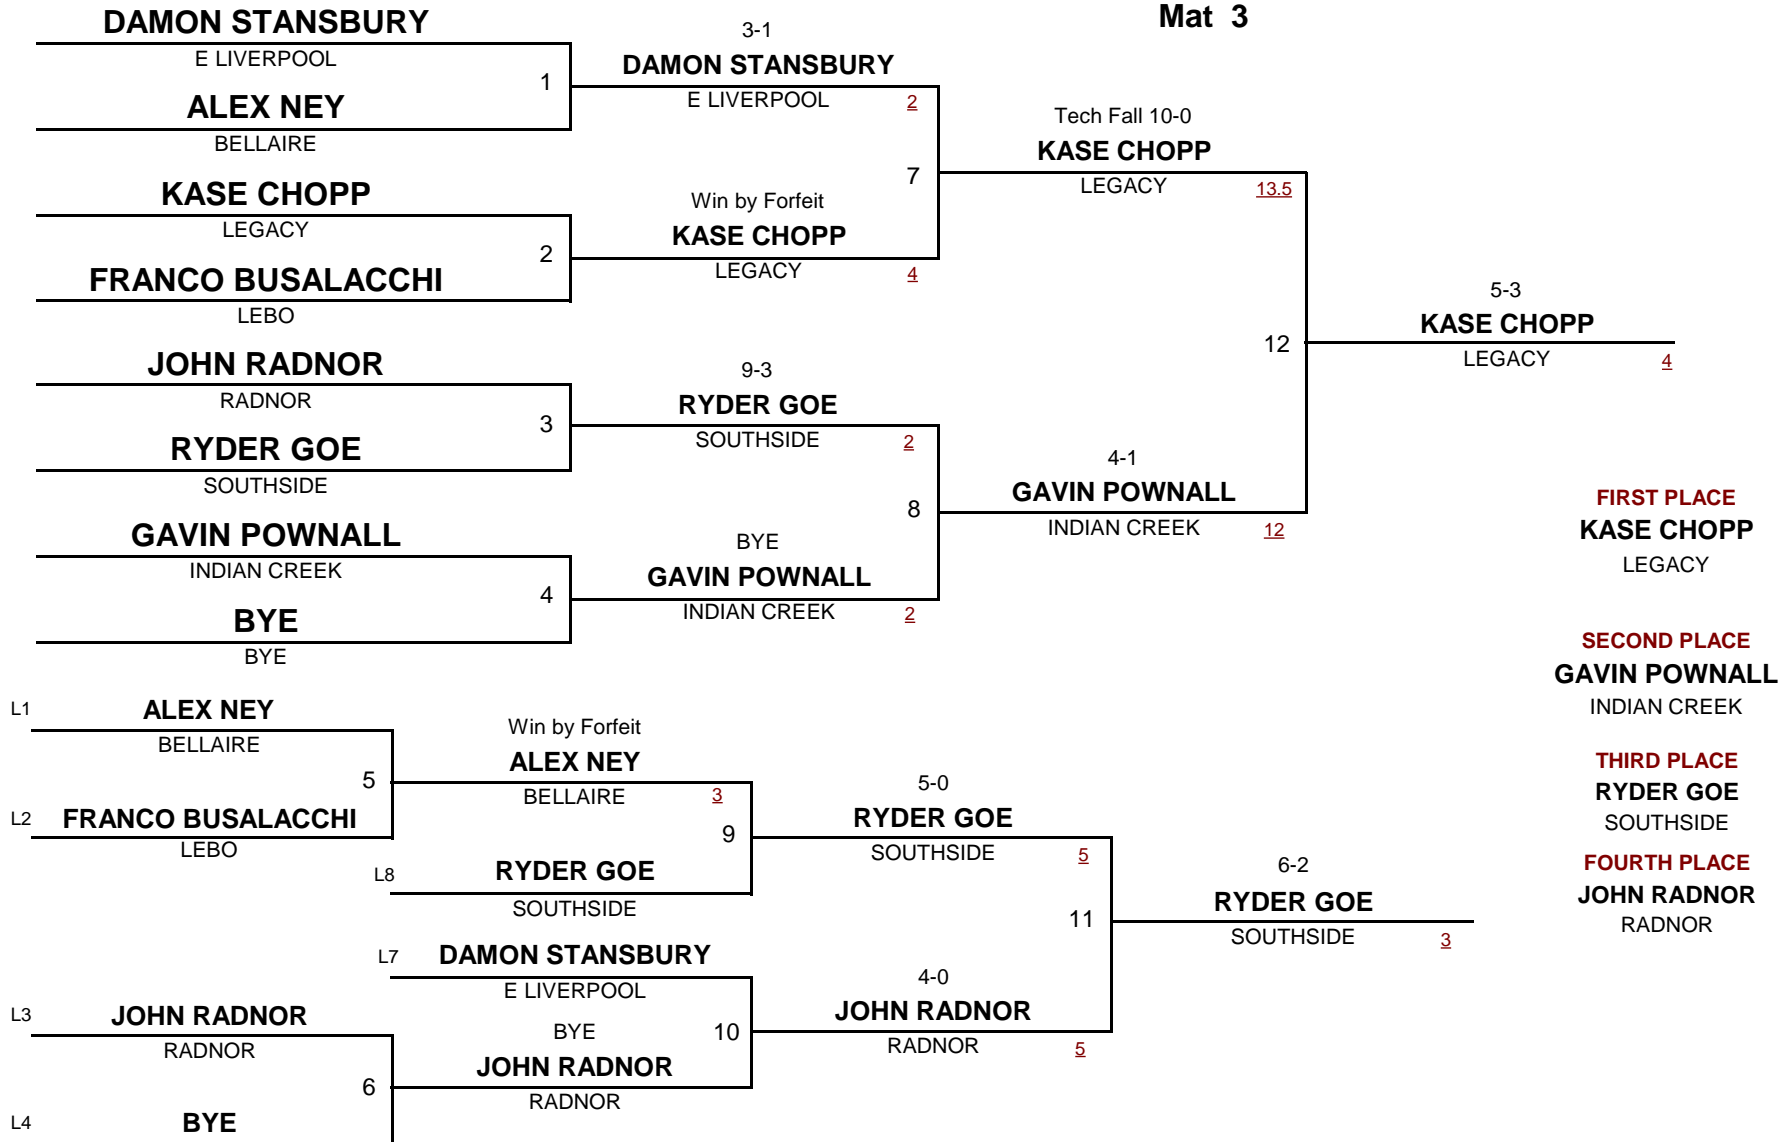 Mat 3
DAMON STANSBURY
E LIVERPOOL
1
ALEX NEY
BELLAIRE
KASE CHOPP
LEGACY
2
FRANCO BUSALACCHI
LEBO
JOHN RADNOR
RADNOR
3
RYDER GOE
SOUTHSIDE
GAVIN POWNALL
INDIAN CREEK
4
BYE
BYE
3-1
DAMON STANSBURY
E LIVERPOOL 2
7
Win by Forfeit
KASE CHOPP
LEGACY 4
9-3
RYDER GOE
SOUTHSIDE 2
8
BYE
GAVIN POWNALL
INDIAN CREEK 2
Tech Fall 10-0
KASE CHOPP
LEGACY 13.5
12
4-1
GAVIN POWNALL
INDIAN CREEK 12
5-3
KASE CHOPP
LEGACY 4
FIRST PLACE
KASE CHOPP
LEGACY
SECOND PLACE
GAVIN POWNALL
INDIAN CREEK
THIRD PLACE
RYDER GOE
SOUTHSIDE
FOURTH PLACE
JOHN RADNOR
RADNOR
L1 ALEX NEY
BELLAIRE
5
L2 FRANCO BUSALACCHI
LEBO
Win by Forfeit
ALEX NEY
BELLAIRE 3
9
L8 RYDER GOE
SOUTHSIDE
L7 DAMON STANSBURY
E LIVERPOOL
L3 JOHN RADNOR
RADNOR
6
L4 BYE
BYE
10
JOHN RADNOR
RADNOR
5-0
RYDER GOE
SOUTHSIDE 5
11
4-0
JOHN RADNOR
RADNOR 5
6-2
RYDER GOE
SOUTHSIDE 3